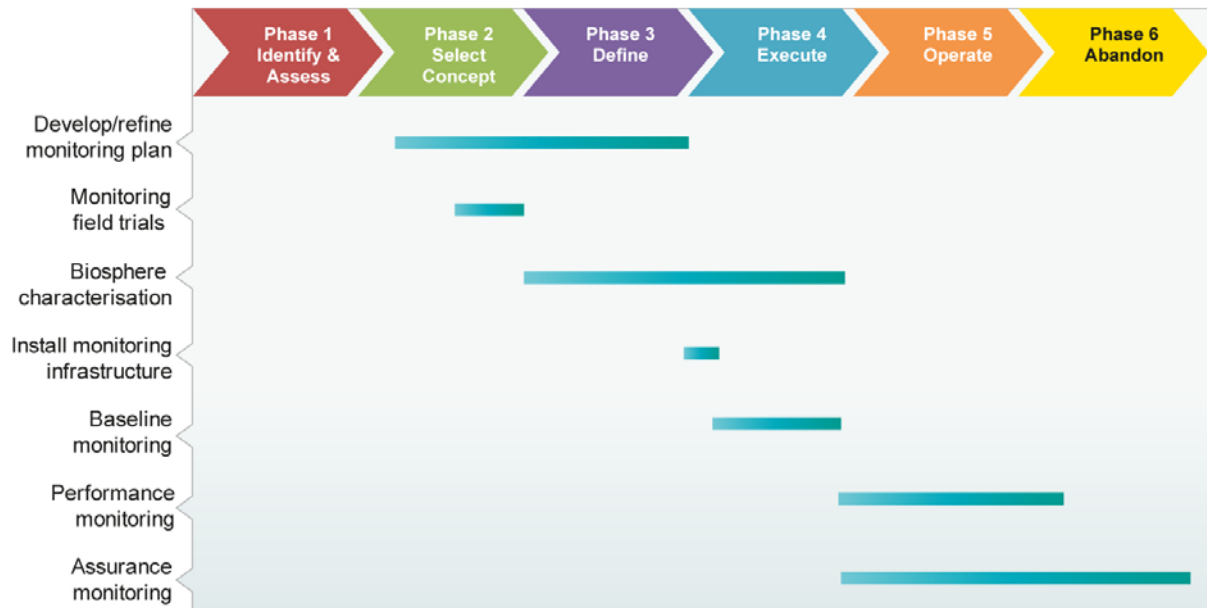 Phase 1
Identify &
Assess
Phase 2
Select
Concept
Phase 3
Define
Phase 4
Execute
Phase 5
Operate
Phase 6
Abandon
Develop/refine
monitoring plan
Monitoring
field trials
Biosphere
characterisation
Install monitoring
infrastructure
Baseline
monitoring
Performance
monitoring
Assurance
monitoring